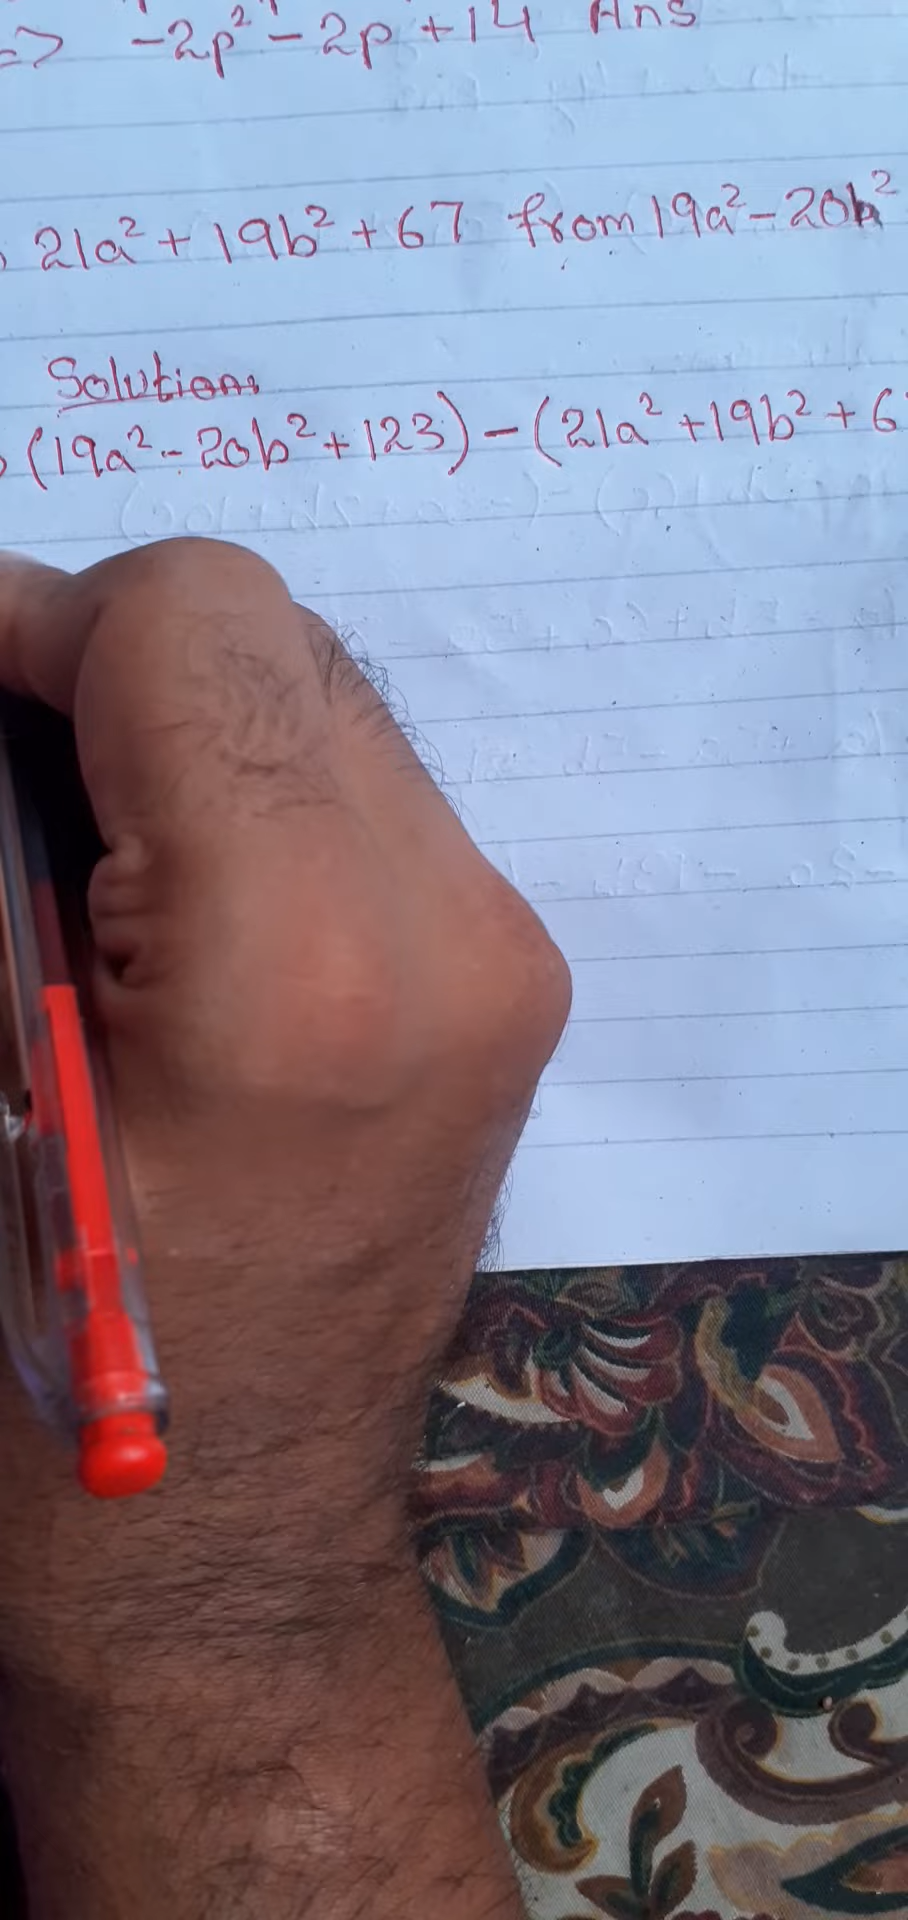 => -2p² - 2p + 14 Ans
21a² + 19b² + 67 from 19a² - 20b²
Solution:
(19a² - 20b² + 123) - (21a² + 19b² + 6